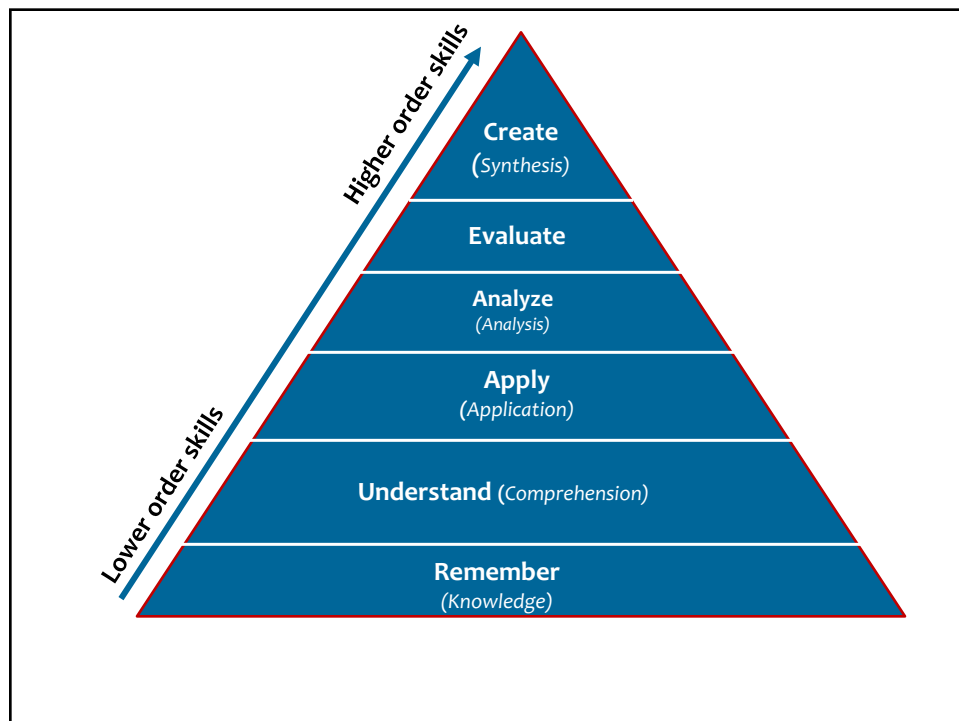 Higher order skills
Lower order skills
Create
(Synthesis)
Evaluate
Analyze
(Analysis)
Apply
(Application)
Understand (Comprehension)
Remember
(Knowledge)